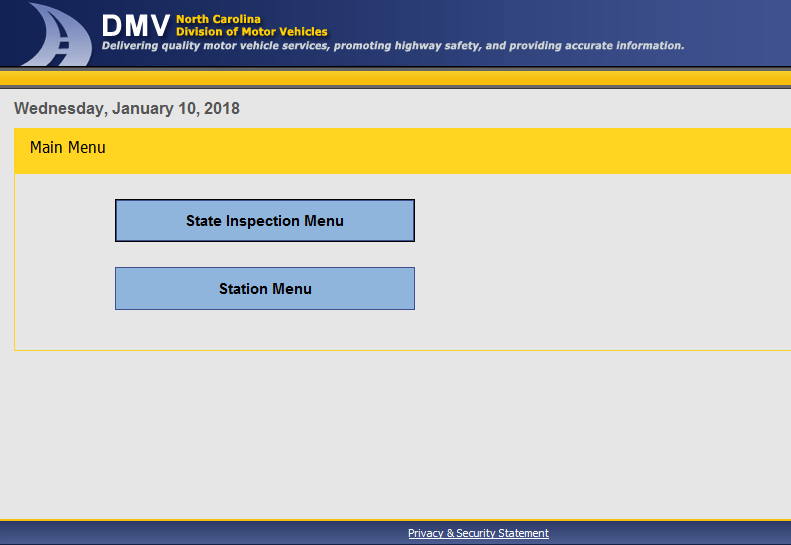 DMV
North Carolina
Division of Motor Vehicles
Delivering quality motor vehicle services, promoting highway safety, and providing accurate information.
Wednesday, January 10, 2018
Main Menu
State Inspection Menu
Station Menu
Privacy & Security Statement